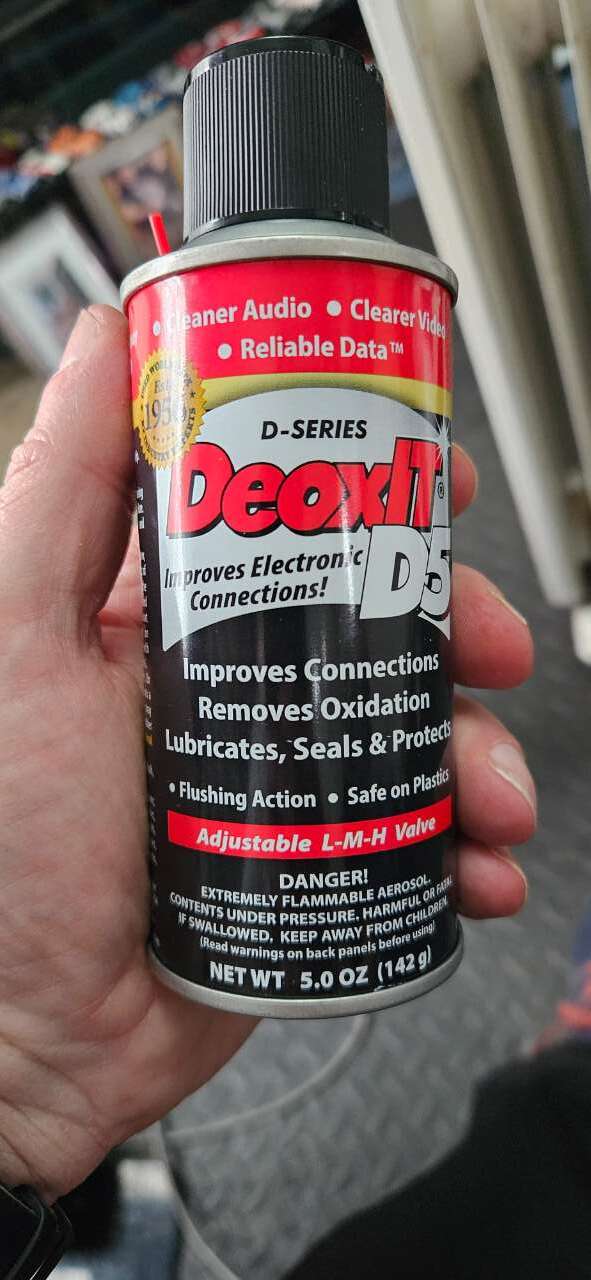 • Cleaner Audio • Clearer Video
• Reliable Data™
D-SERIES
DeoxIT®
D5
Improves Electronic
Connections!
Improves Connections
Removes Oxidation
Lubricates, Seals & Protects
• Flushing Action • Safe on Plastics
Adjustable L-M-H Valve
DANGER!
EXTREMELY FLAMMABLE AEROSOL.
CONTENTS UNDER PRESSURE. HARMFUL OR FATAL
IF SWALLOWED. KEEP AWAY FROM CHILDREN.
(Read warnings on back panels before using)
NET WT 5.0 OZ (142 g)